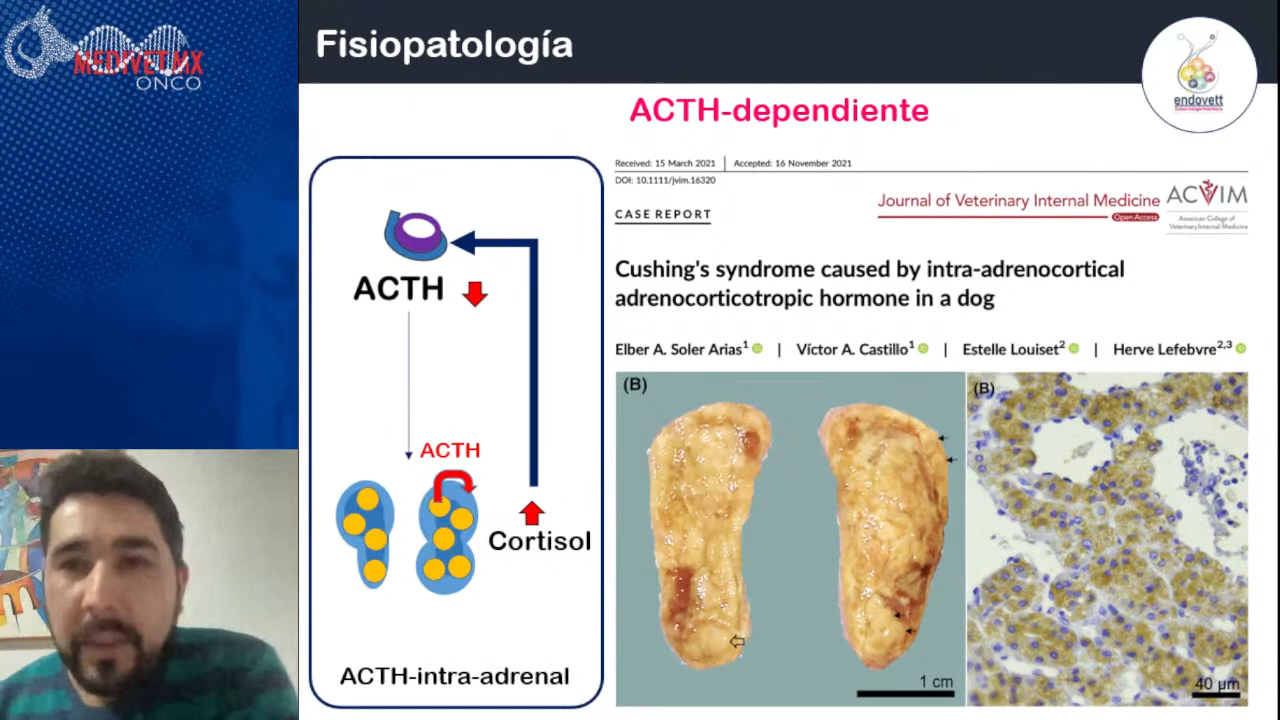 MEDIVET.MX
ONCO
Fisiopatología
endovett
ACTH-dependiente
ACTH
ACTH
Cortisol
ACTH-intra-adrenal
Received: 15 March 2021 | Accepted: 16 November 2021
DOI: 10.1111/jvim.16320
CASE REPORT
Journal of Veterinary Internal Medicine
Open Access
ACVIM
American College of
Veterinary Internal Medicine
Cushing's syndrome caused by intra-adrenocortical
adrenocorticotropic hormone in a dog
Elber A. Soler Arias1 | Víctor A. Castillo1 | Estelle Louiset2 | Herve Lefebvre2,3
(B)
(B)
1 cm
40 μm